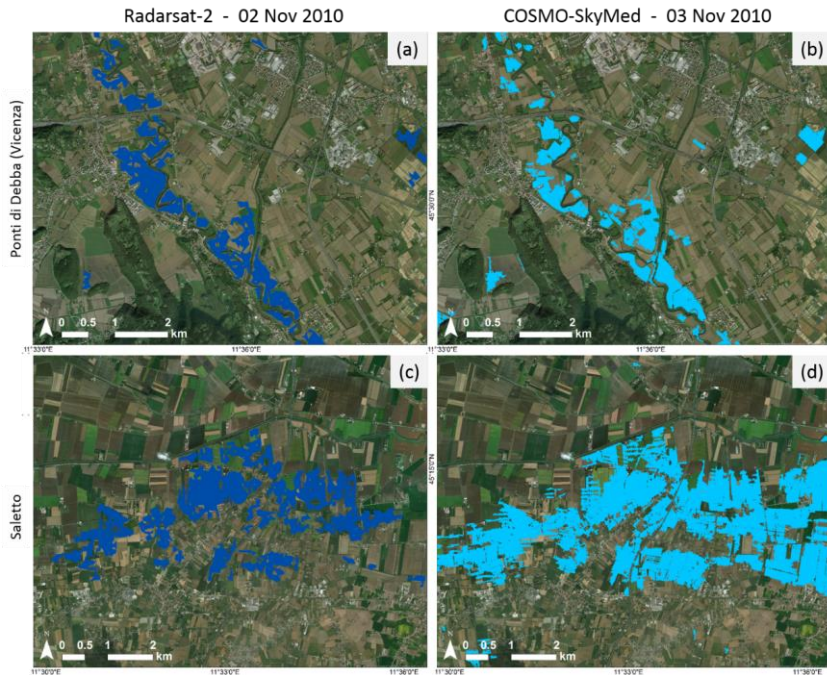 Radarsat-2 - 02 Nov 2010
COSMO-SkyMed - 03 Nov 2010
Ponti di Debba (Vicenza)
(a)
(b)
45°30'0"N
0 0.5 1 2
km
0 0.5 1 2
km
11°33'0"E
11°36'0"E
11°33'0"E
11°36'0"E
Saletto
(c)
(d)
45°15'0"N
0 0.5 1 2
km
0 0.5 1 2
km
11°30'0"E
11°33'0"E
11°36'0"E
11°30'0"E
11°33'0"E
11°36'0"E